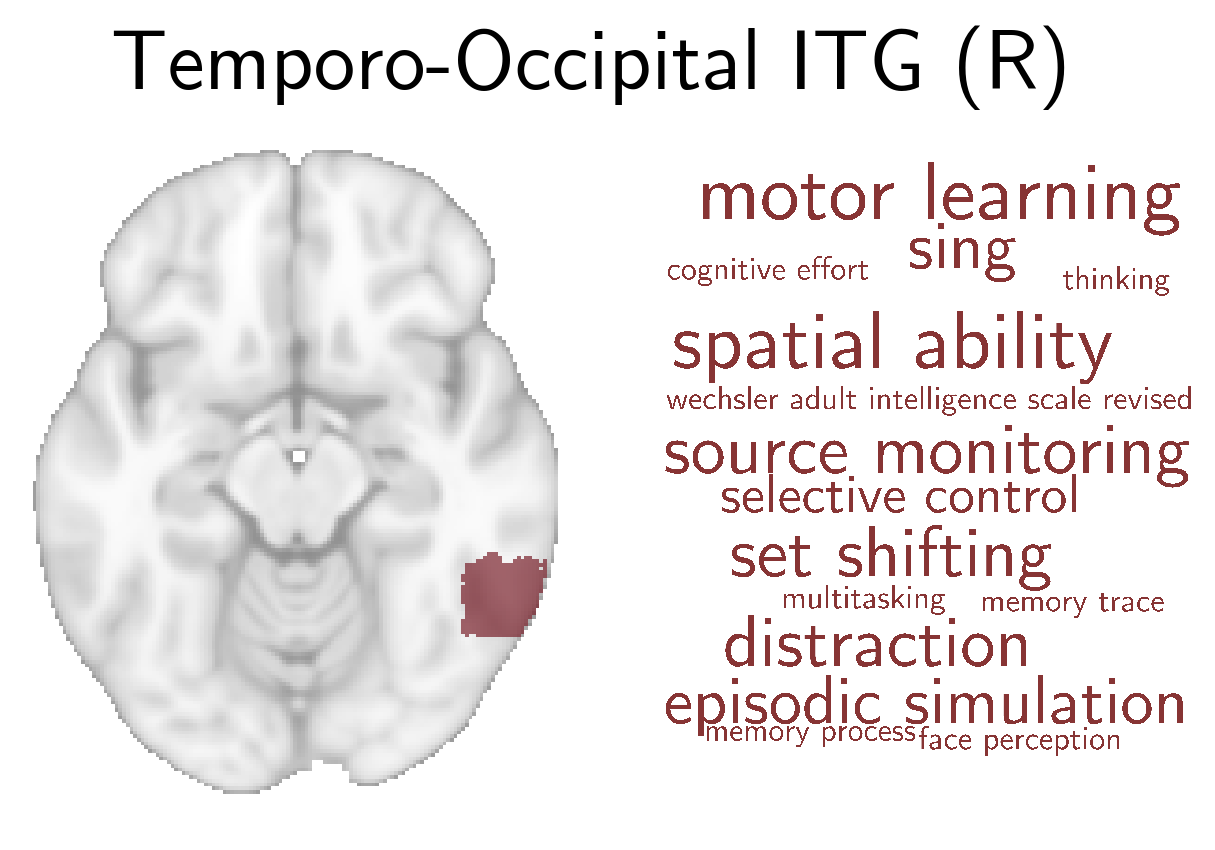 Temporo-Occipital ITG (R)
motor learning
sing
cognitive effort
thinking
spatial ability
wechsler adult intelligence scale revised
source monitoring
selective control
set shifting
multitasking
memory trace
distraction
episodic simulation
memory process
face perception